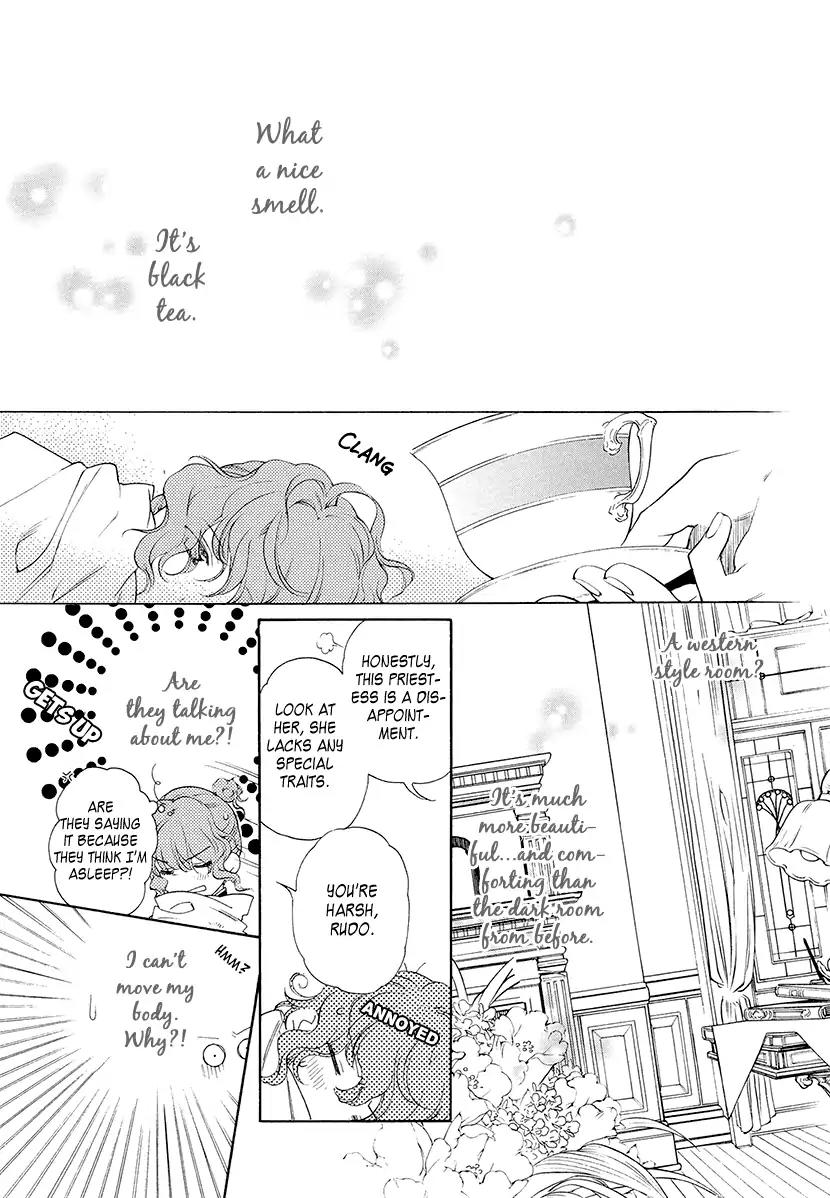 What
a nice
smell.
It's
black
tea.
CLANG
A western
style room?
It's much
more beauti-
ful...and com-
forting than
the dark room
from before.
HONESTLY,
THIS PRIEST-
ESS IS A DIS-
APPOINT-
MENT.
LOOK AT
HER, SHE
LACKS ANY
SPECIAL
TRAITS.
YOU'RE
HARSH,
RUDO.
ANNOYED
Are
they talking
about me?!
GETS UP
ARE
THEY SAYING
IT BECAUSE
THEY THINK I'M
ASLEEP?!
HMM?
I can't
move my
body.
Why?!